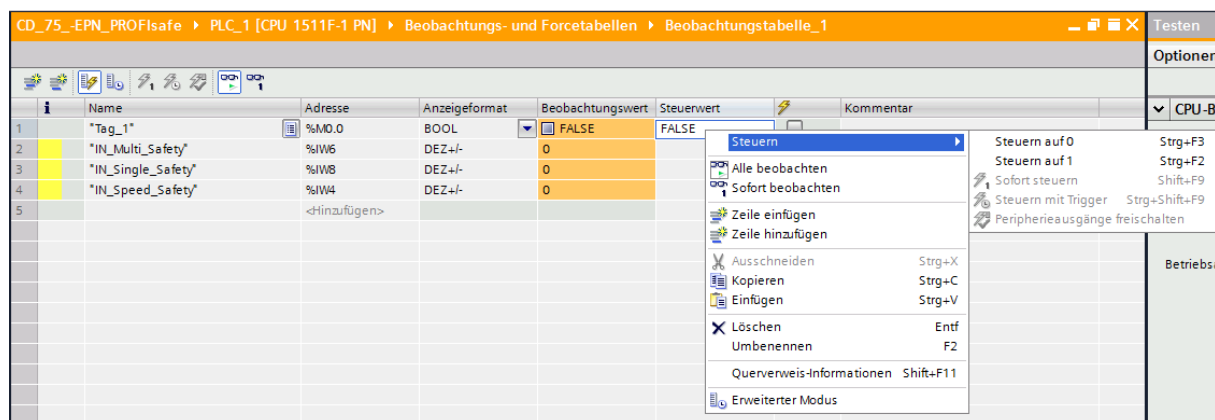 CD_75_-EPN_PROFIsafe ▸ PLC_1 [CPU 1511F-1 PN] ▸ Beobachtungs- und Forcetabellen ▸ Beobachtungstabelle_1
Testen
Optionen
i Name Adresse Anzeigeformat Beobachtungswert Steuerwert Kommentar
CPU-B
1 "Tag_1" %M0.0 BOOL FALSE FALSE
2 "IN_Multi_Safety" %IW6 DEZ+/- 0
3 "IN_Single_Safety" %IW8 DEZ+/- 0
4 "IN_Speed_Safety" %IW4 DEZ+/- 0
5 <Hinzufügen>
Steuern
Alle beobachten
Sofort beobachten
Zeile einfügen
Zeile hinzufügen
Ausschneiden Strg+X
Kopieren Strg+C
Einfügen Strg+V
Löschen Entf
Umbenennen F2
Querverweis-Informationen Shift+F11
Erweiterter Modus
Steuern auf 0 Strg+F3
Steuern auf 1 Strg+F2
Sofort steuern Shift+F9
Steuern mit Trigger Strg+Shift+F9
Peripherieausgänge freischalten
Betriebsa